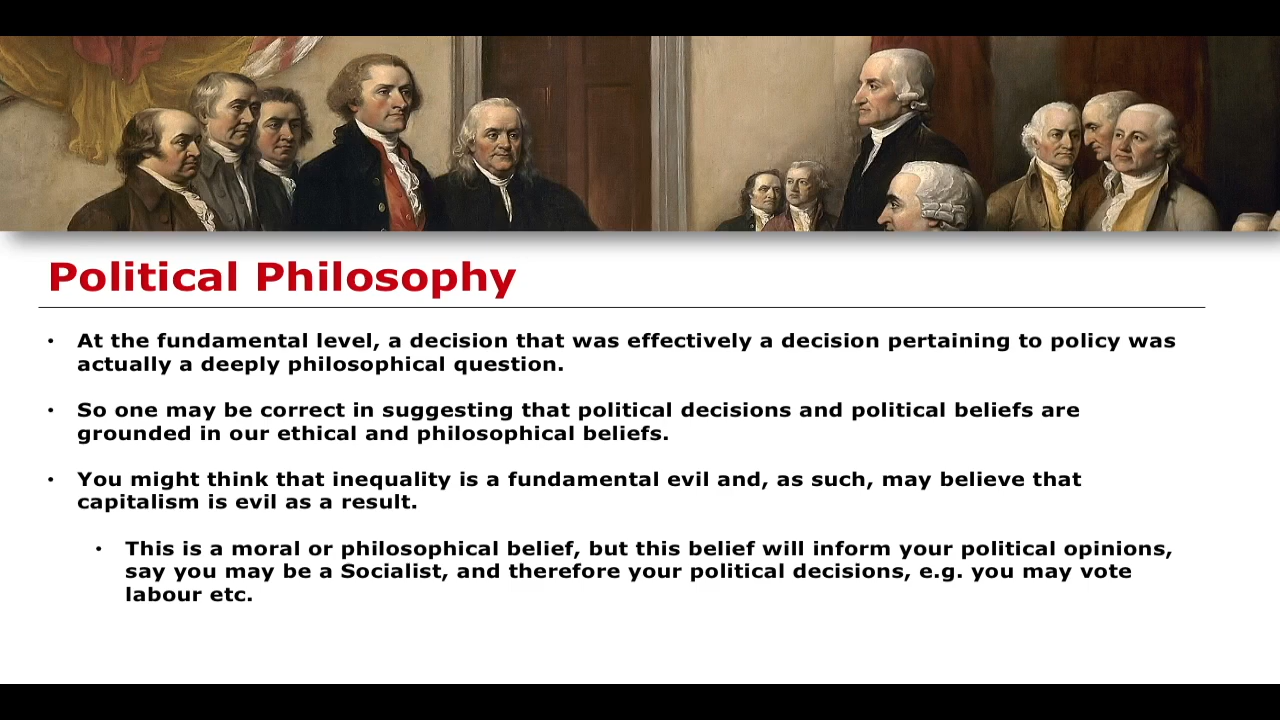 Political Philosophy
• At the fundamental level, a decision that was effectively a decision pertaining to policy was
actually a deeply philosophical question.
• So one may be correct in suggesting that political decisions and political beliefs are
grounded in our ethical and philosophical beliefs.
• You might think that inequality is a fundamental evil and, as such, may believe that
capitalism is evil as a result.
• This is a moral or philosophical belief, but this belief will inform your political opinions,
say you may be a Socialist, and therefore your political decisions, e.g. you may vote
labour etc.